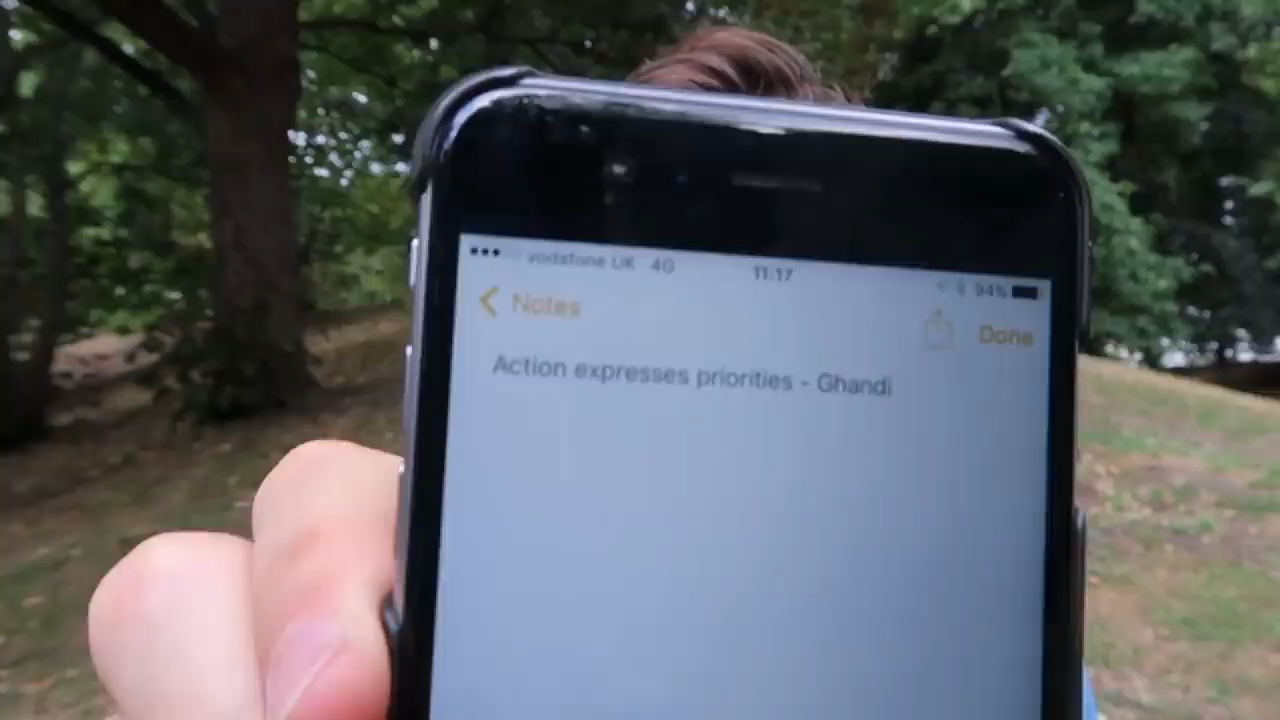 vodafone UK 4G 11:17 94%
Notes
Done
Action expresses priorities - Ghandi